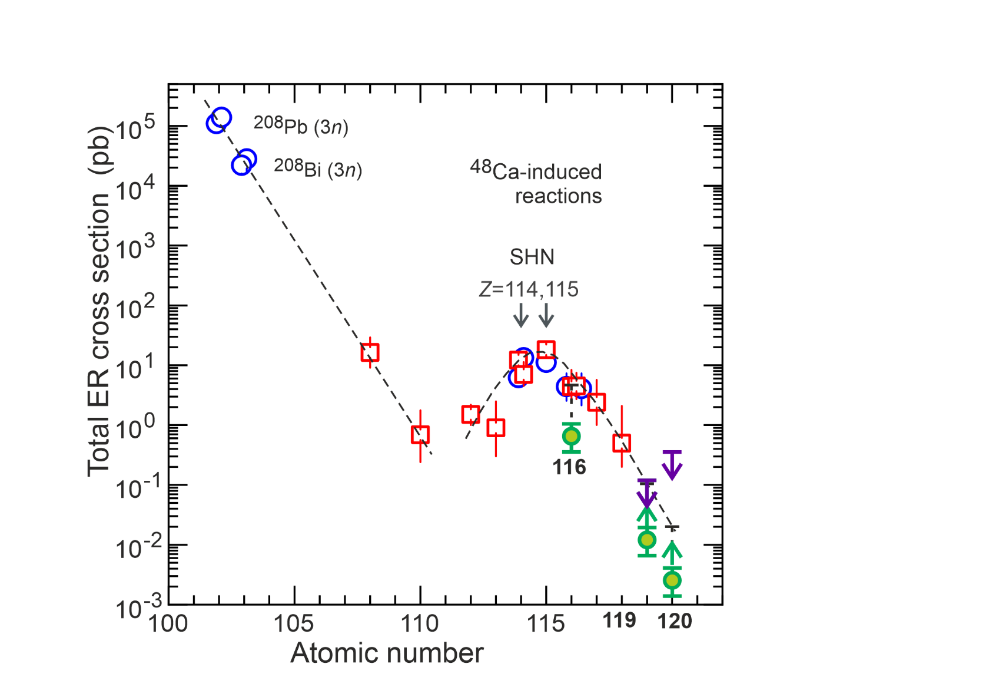 Total ER cross section (pb)
10^5
10^4
10^3
10^2
10^1
10^0
10^-1
10^-2
10^-3
^208Pb (3n)
^208Bi (3n)
^48Ca-induced
reactions
SHN
Z=114,115
116
100 105 110 115 119 120
Atomic number